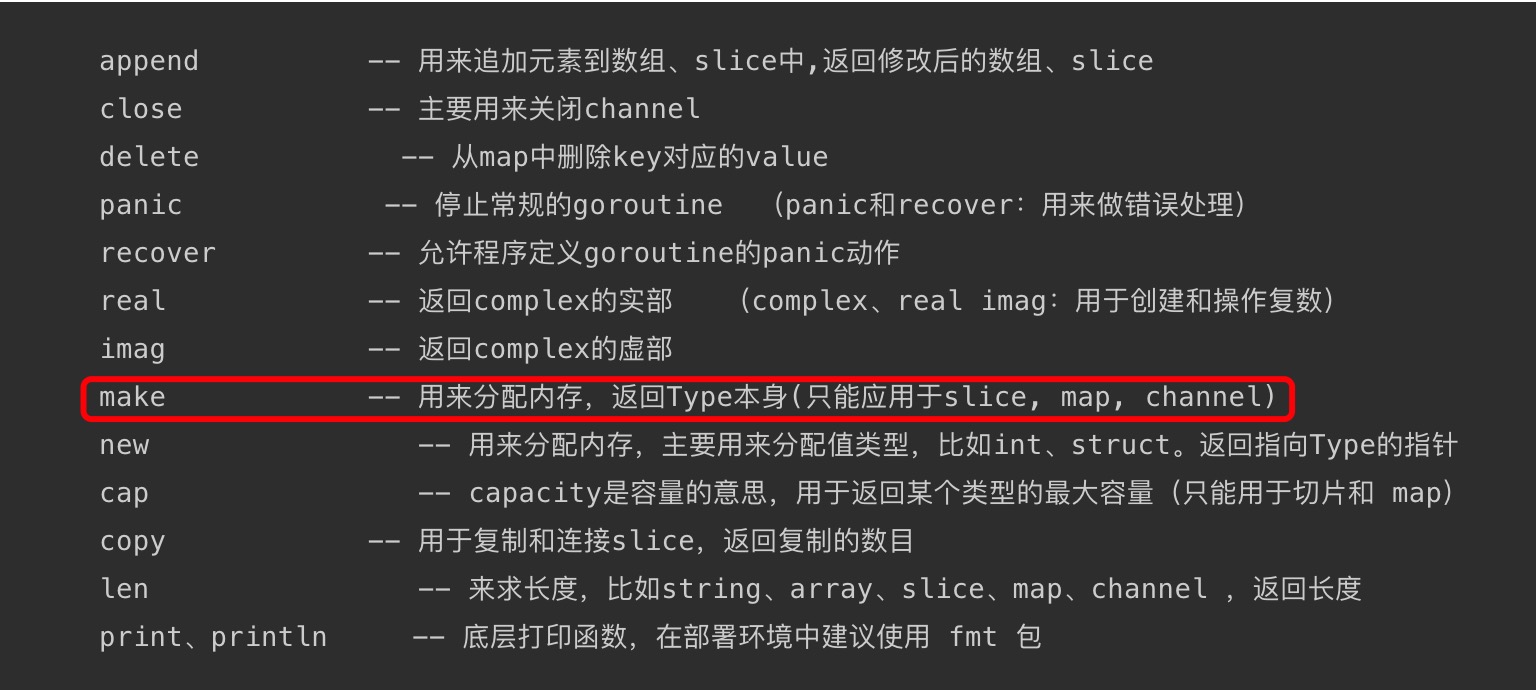 append -- 用来追加元素到数组、slice中,返回修改后的数组、slice
close -- 主要用来关闭channel
delete -- 从map中删除key对应的value
panic -- 停止常规的goroutine （panic和recover：用来做错误处理）
recover -- 允许程序定义goroutine的panic动作
real -- 返回complex的实部 （complex、real imag：用于创建和操作复数）
imag -- 返回complex的虚部
make -- 用来分配内存，返回Type本身(只能应用于slice, map, channel)
new -- 用来分配内存，主要用来分配值类型，比如int、struct。返回指向Type的指针
cap -- capacity是容量的意思，用于返回某个类型的最大容量（只能用于切片和 map）
copy -- 用于复制和连接slice，返回复制的数目
len -- 来求长度，比如string、array、slice、map、channel ，返回长度
print、println -- 底层打印函数，在部署环境中建议使用 fmt 包